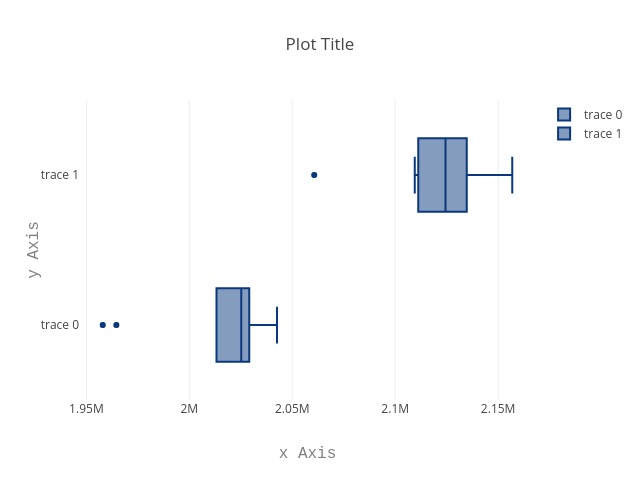 Plot Title
trace 0
trace 1
trace 1
y Axis
trace 0
1.95M
2M
2.05M
2.1M
2.15M
x Axis